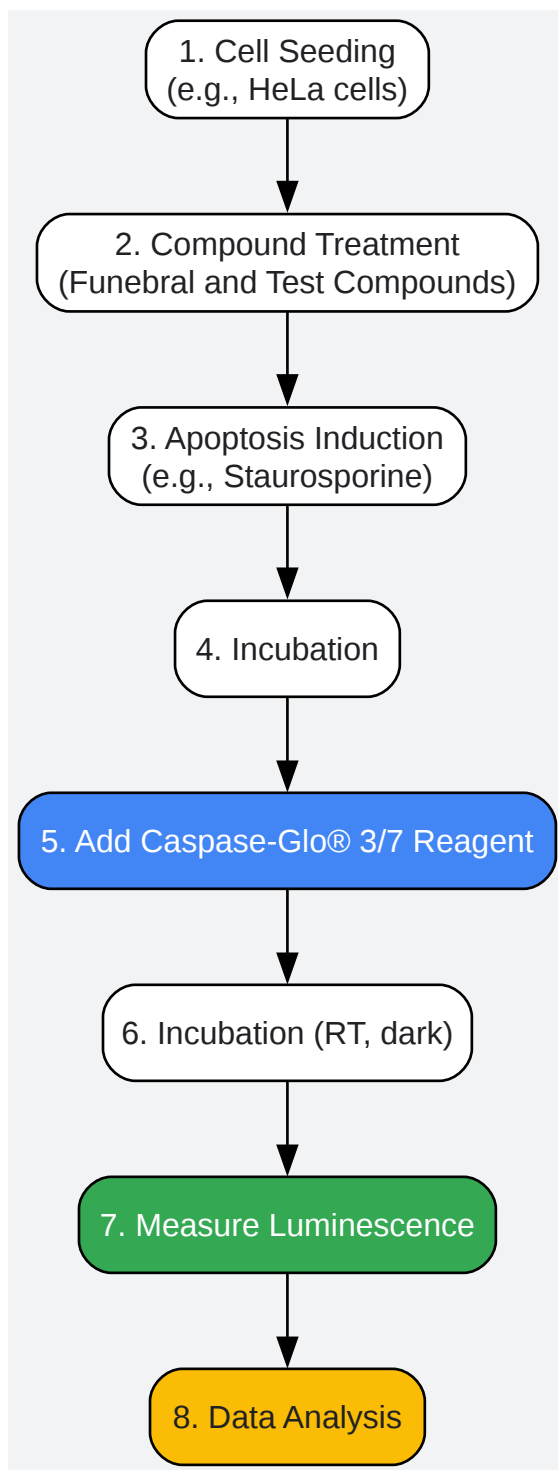 1. Cell Seeding
(e.g., HeLa cells)
2. Compound Treatment
(Funebral and Test Compounds)
3. Apoptosis Induction
(e.g., Staurosporine)
4. Incubation
5. Add Caspase-Glo® 3/7 Reagent
6. Incubation (RT, dark)
7. Measure Luminescence
8. Data Analysis